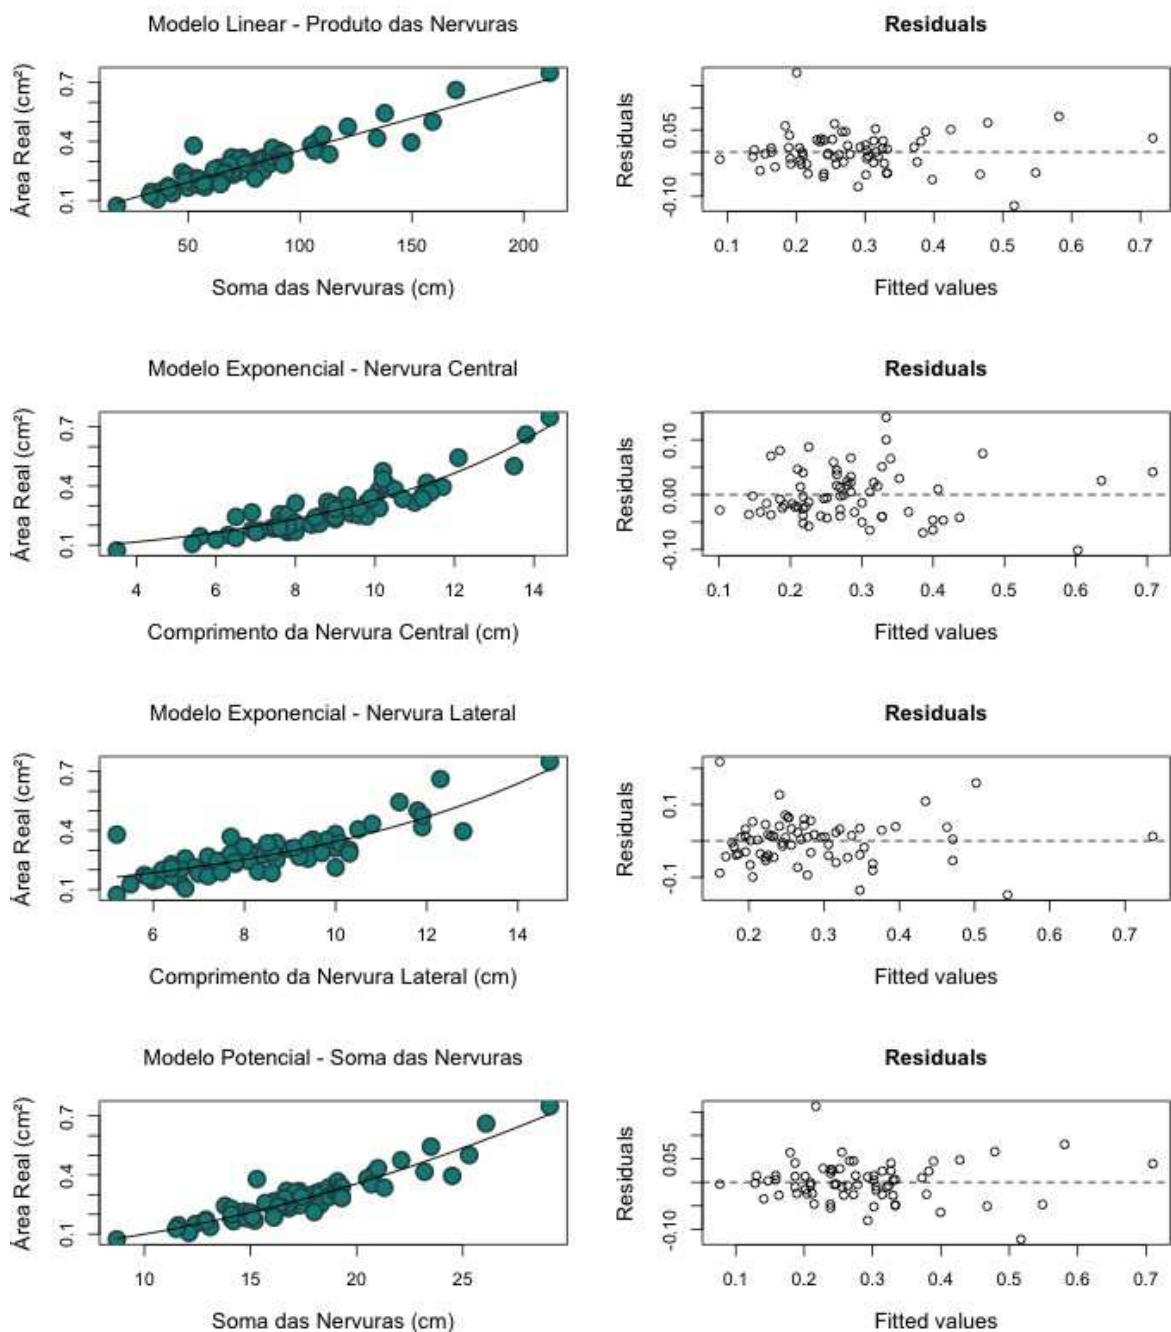 Modelo Linear - Produto das Nervuras
Residuals
Área Real (cm²)
0.7
0.4
0.1
50 100 150 200
Soma das Nervuras (cm)
Residuals
0.05
-0.10
0.1 0.2 0.3 0.4 0.5 0.6 0.7
Fitted values
Modelo Exponencial - Nervura Central
Residuals
Área Real (cm²)
0.7
0.4
0.1
4 6 8 10 12 14
Comprimento da Nervura Central (cm)
Residuals
0.10
0.00
-0.10
0.1 0.2 0.3 0.4 0.5 0.6 0.7
Fitted values
Modelo Exponencial - Nervura Lateral
Residuals
Área Real (cm²)
0.7
0.4
0.1
6 8 10 12 14
Comprimento da Nervura Lateral (cm)
Residuals
0.1
-0.1
0.2 0.3 0.4 0.5 0.6 0.7
Fitted values
Modelo Potencial - Soma das Nervuras
Residuals
Área Real (cm²)
0.7
0.4
0.1
10 15 20 25
Soma das Nervuras (cm)
Residuals
0.05
-0.10
0.1 0.2 0.3 0.4 0.5 0.6 0.7
Fitted values